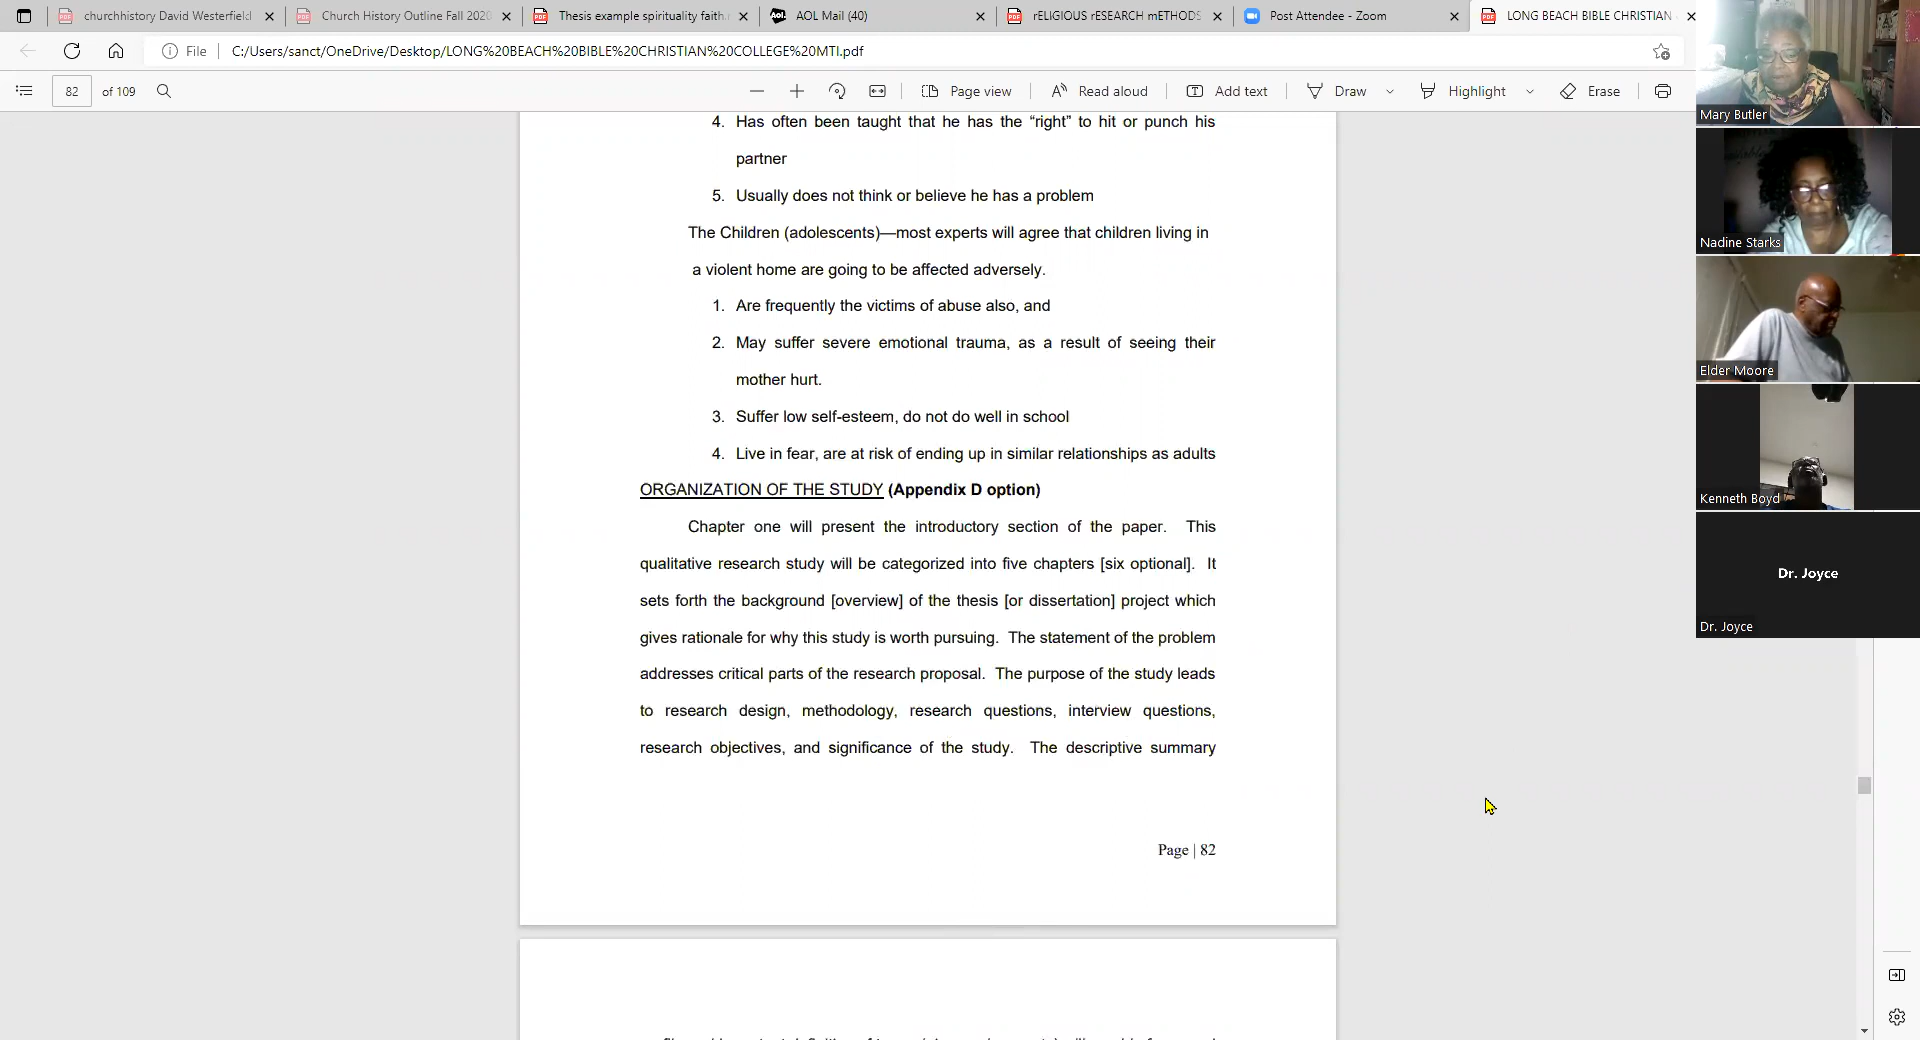 churchhistory David Westerfield
Church History Outline Fall 2020
Thesis example spirituality faith.
AOL Mail (40)
rELIGIOUS rESEARCH mETHODS
Post Attendee - Zoom
LONG BEACH BIBLE CHRISTIAN
File
C:/Users/sanct/OneDrive/Desktop/LONG%20BEACH%20BIBLE%20CHRISTIAN%20COLLEGE%20MTI.pdf
82 of 109
Page view
Read aloud
Add text
Draw
Highlight
Erase
4. Has often been taught that he has the “right” to hit or punch his
partner
5. Usually does not think or believe he has a problem
The Children (adolescents)—most experts will agree that children living in
a violent home are going to be affected adversely.
1. Are frequently the victims of abuse also, and
2. May suffer severe emotional trauma, as a result of seeing their
mother hurt.
3. Suffer low self-esteem, do not do well in school
4. Live in fear, are at risk of ending up in similar relationships as adults
ORGANIZATION OF THE STUDY (Appendix D option)
Chapter one will present the introductory section of the paper. This
qualitative research study will be categorized into five chapters [six optional]. It
sets forth the background [overview] of the thesis [or dissertation] project which
gives rationale for why this study is worth pursuing. The statement of the problem
addresses critical parts of the research proposal. The purpose of the study leads
to research design, methodology, research questions, interview questions,
research objectives, and significance of the study. The descriptive summary
Page | 82
Mary Butler
Nadine Starks
Elder Moore
Kenneth Boyd
Dr. Joyce
Dr. Joyce